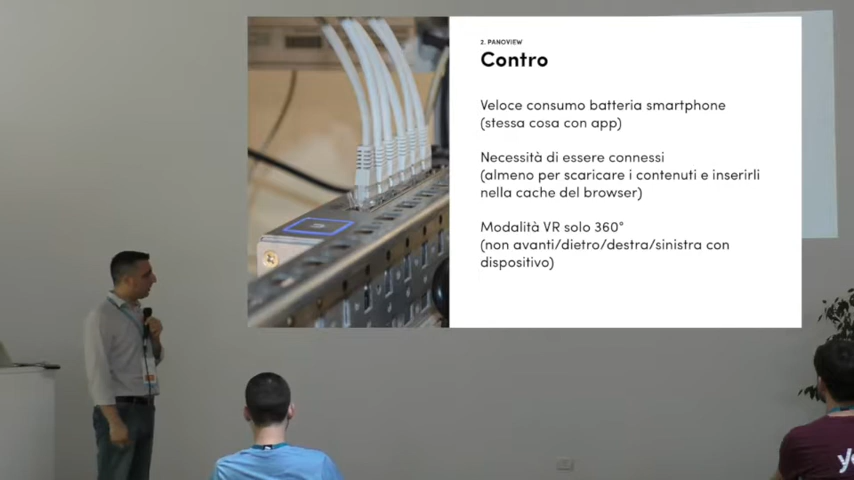 2. PANOVIEW
Contro
Veloce consumo batteria smartphone
(stessa cosa con app)
Necessità di essere connessi
(almeno per scaricare i contenuti e inserirli
nella cache del browser)
Modalità VR solo 360°
(non avanti/dietro/destra/sinistra con
dispositivo)